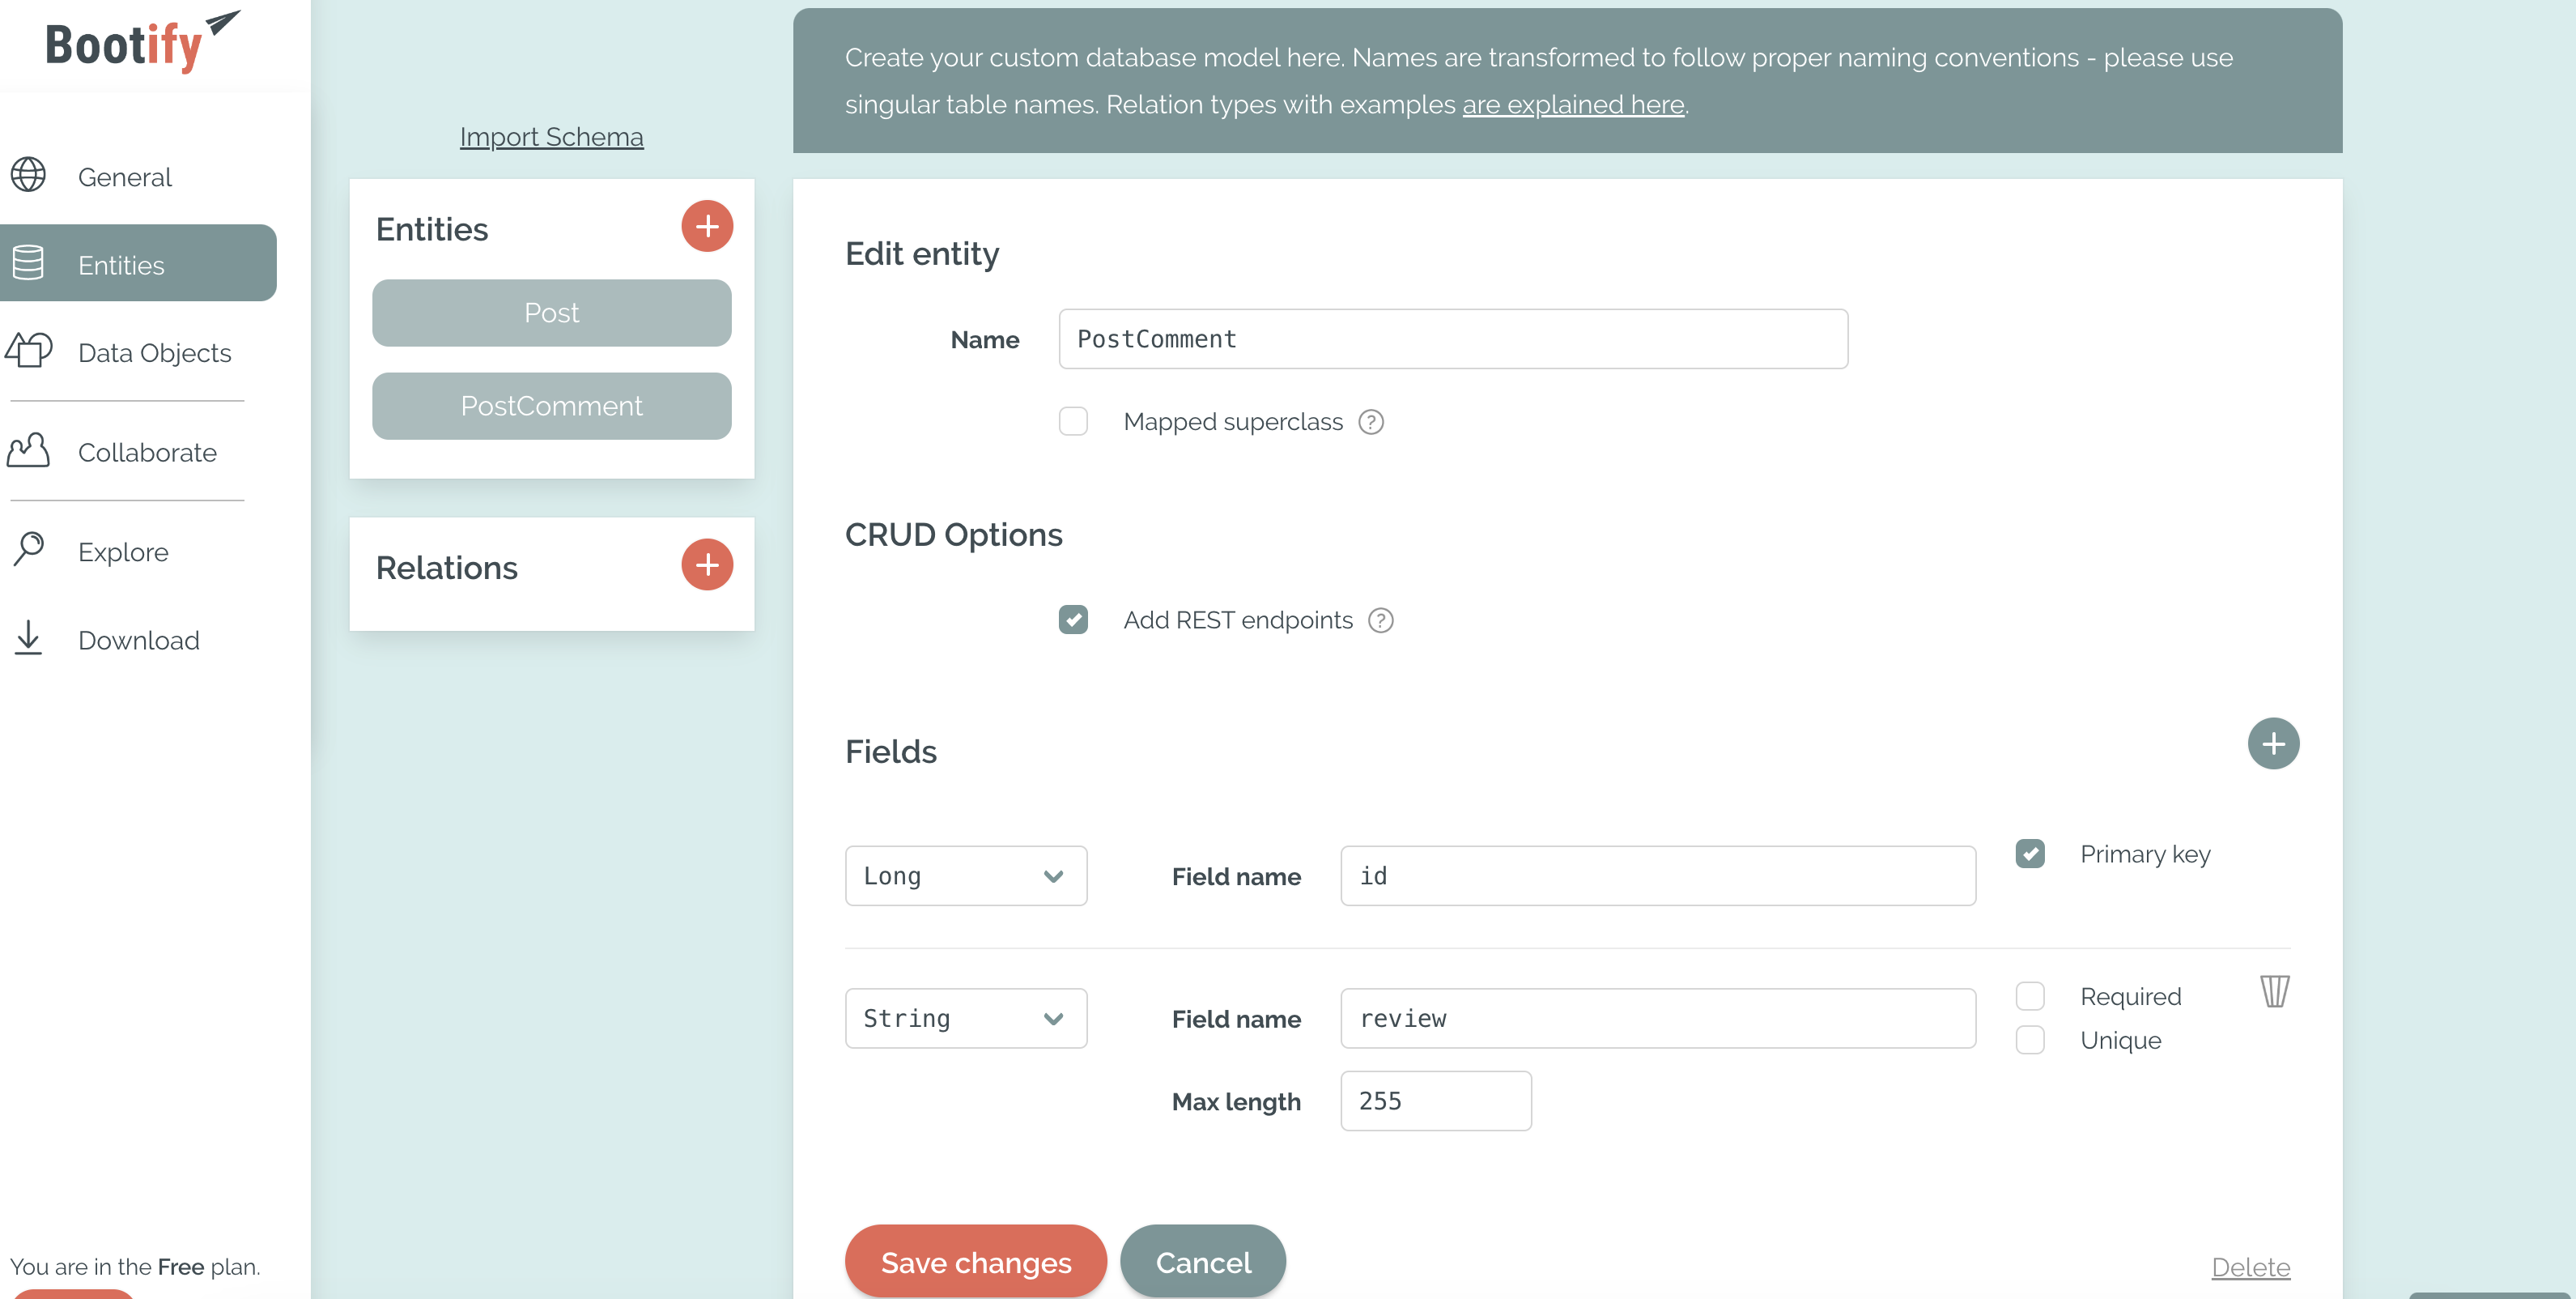 Bootify
General
Entities
Data Objects
Collaborate
Explore
Download
You are in the Free plan.
Import Schema
Entities
Post
PostComment
Relations
Create your custom database model here. Names are transformed to follow proper naming conventions - please use
singular table names. Relation types with examples are explained here.
Edit entity
Name PostComment
Mapped superclass ?
CRUD Options
Add REST endpoints ?
Fields
Long Field name id Primary key
String Field name review Required
Unique
Max length 255
Save changes Cancel Delete